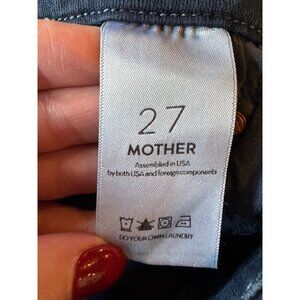 27
MOTHER
Assembled in USA
by both USA and foreign components
DO YOUR OWN LAUNDRY